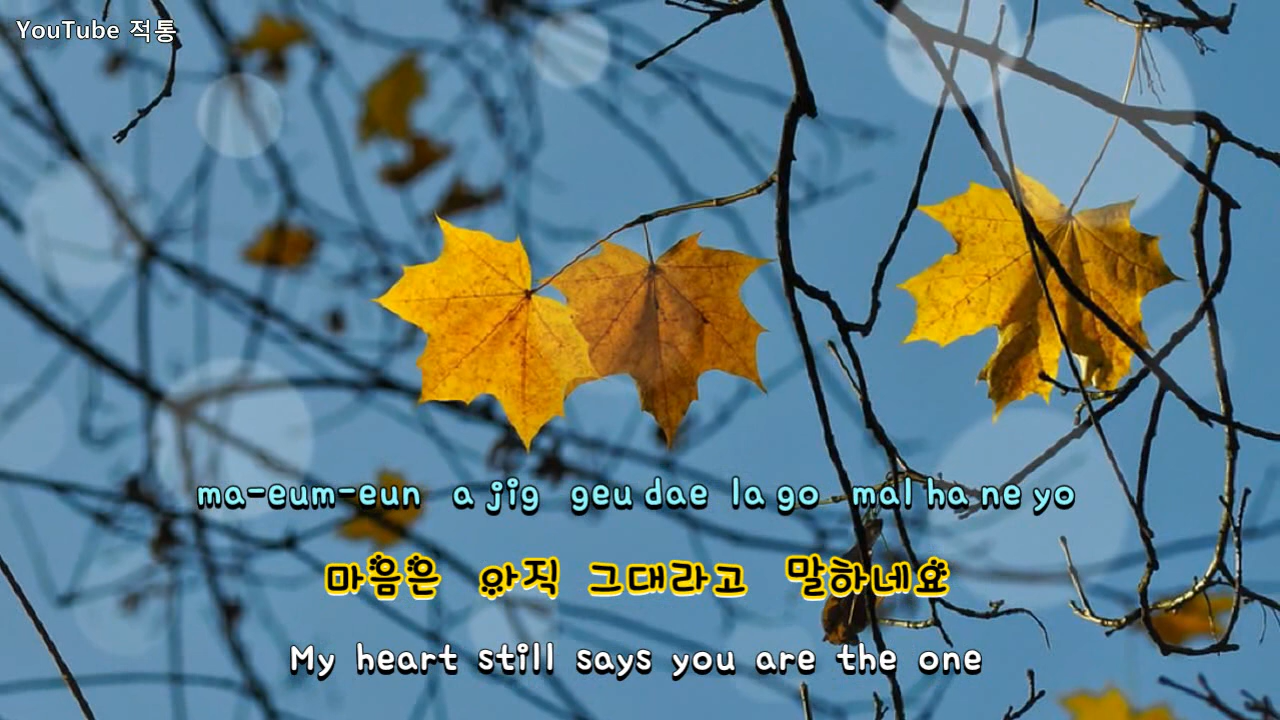 YouTube 적통
ma-eum-eun a jig geu dae la go mal ha ne yo
마음은 아직 그대라고 말하네요
My heart still says you are the one